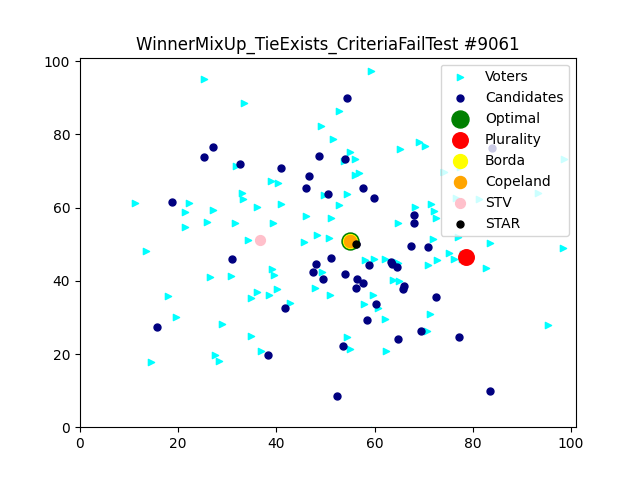 WinnerMixUp_TieExists_CriteriaFailTest #9061
100
80
60
40
20
0
0 20 40 60 80 100
Voters
Candidates
Optimal
Plurality
Borda
Copeland
STV
STAR